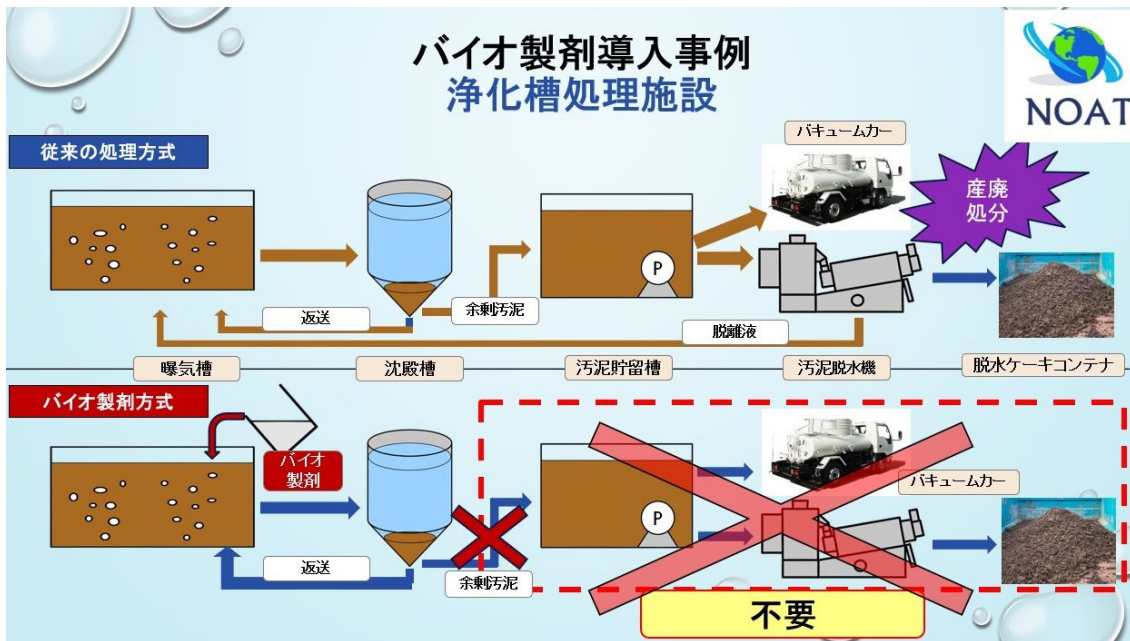 バイオ製剤導入事例
浄化槽処理施設
NOAT
従来の処理方式
バキュームカー
産廃
処分
P
余剰汚泥
返送
脱離液
曝気槽
沈殿槽
汚泥貯留槽
汚泥脱水機
脱水ケーキコンテナ
バイオ製剤方式
バイオ
製剤
バキュームカー
P
返送
余剰汚泥
不要